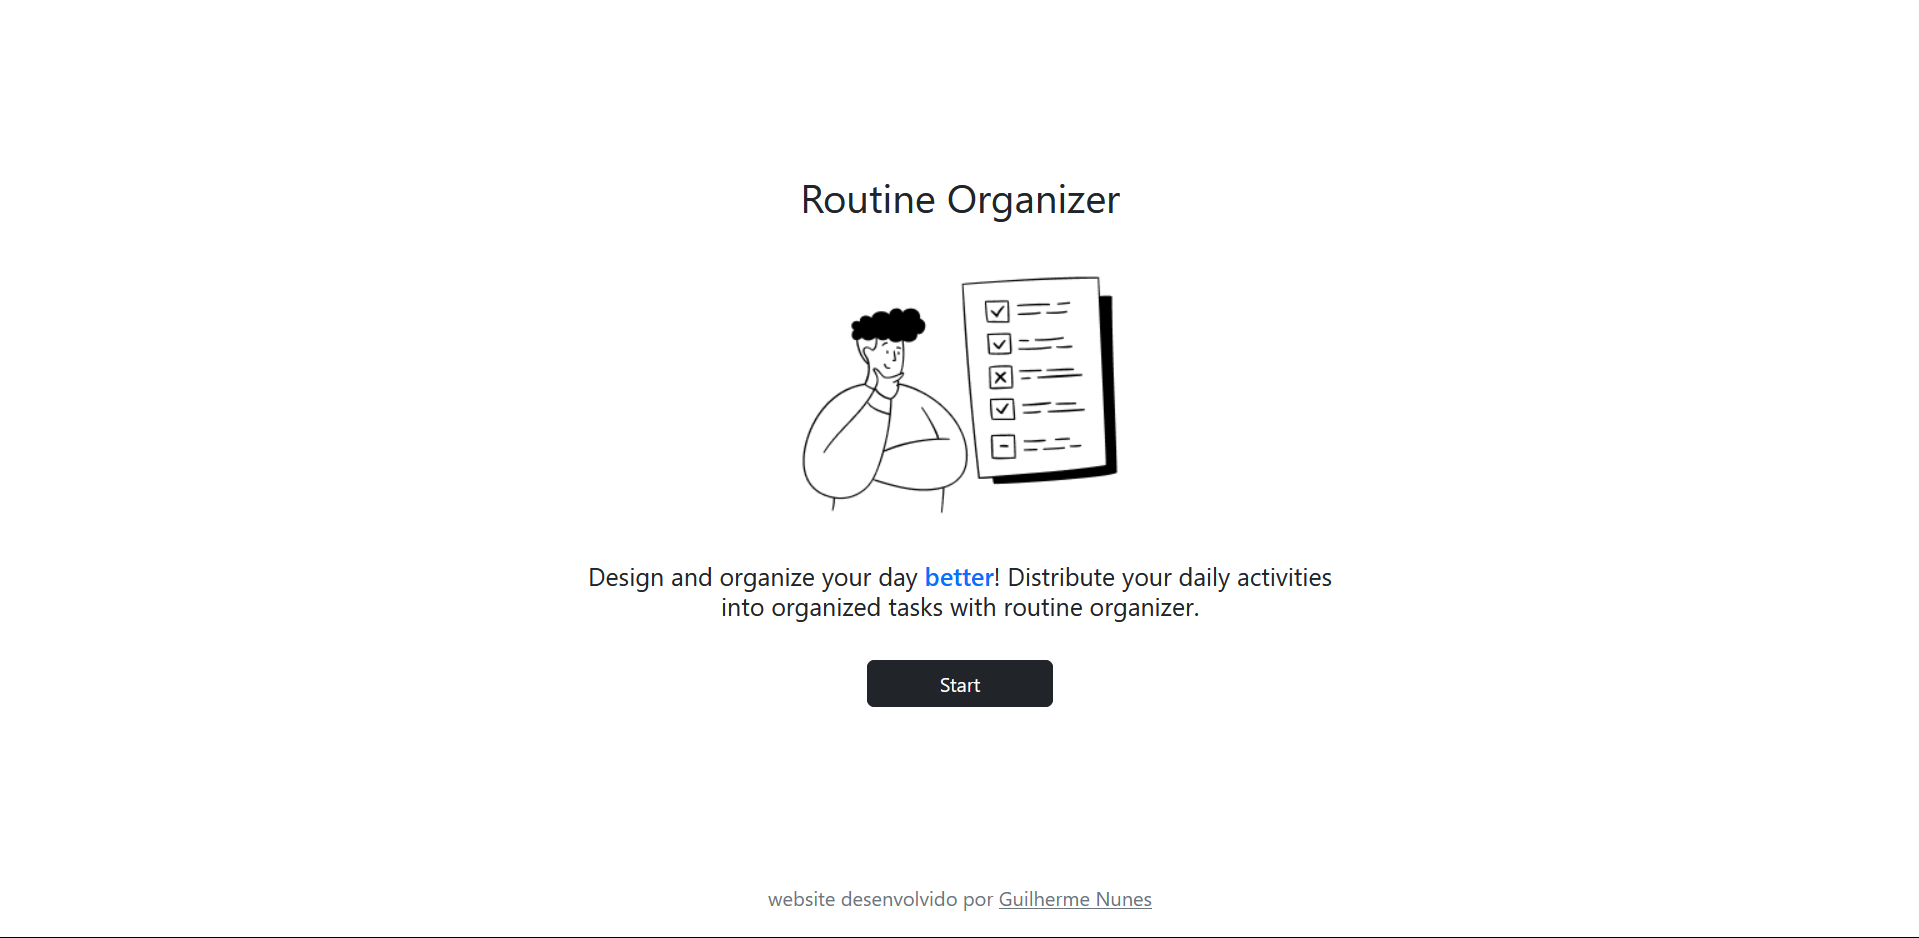 Routine Organizer
Design and organize your day better! Distribute your daily activities
into organized tasks with routine organizer.
Start
website desenvolvido por Guilherme Nunes